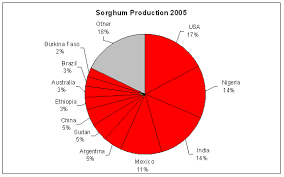 Sorghum Production 2005
USA
17%
Nigeria
14%
India
14%
Mexico
11%
Argentina
5%
Sudan
5%
China
5%
Ethiopia
3%
Australia
3%
Brazil
3%
Burkina Faso
2%
Other
18%